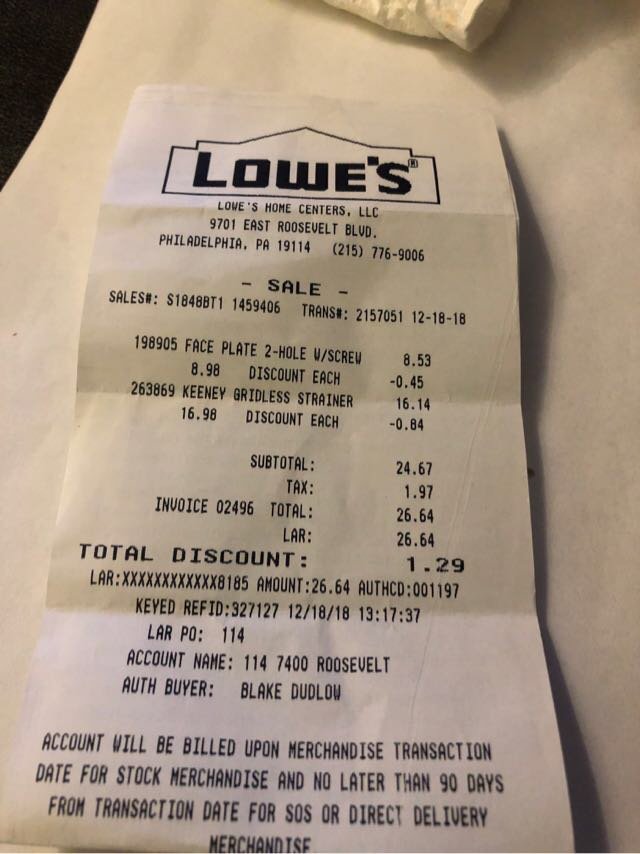 LOWE'S®
LOWE'S HOME CENTERS, LLC
9701 EAST ROOSEVELT BLVD.
PHILADELPHIA, PA 19114 (215) 776-9006
- SALE -
SALES#: S1848BT1 1459406 TRANS#: 2157051 12-18-18
198905 FACE PLATE 2-HOLE W/SCREW 8.53
8.98 DISCOUNT EACH -0.45
263869 KEENEY GRIDLESS STRAINER 16.14
16.98 DISCOUNT EACH -0.84
SUBTOTAL: 24.67
TAX: 1.97
INVOICE 02496 TOTAL: 26.64
LAR: 26.64
TOTAL DISCOUNT: 1.29
LAR:XXXXXXXXXXXX8185 AMOUNT:26.64 AUTHCD:001197
KEYED REFID:327127 12/18/18 13:17:37
LAR PO: 114
ACCOUNT NAME: 114 7400 ROOSEVELT
AUTH BUYER: BLAKE DUDLOW
ACCOUNT WILL BE BILLED UPON MERCHANDISE TRANSACTION
DATE FOR STOCK MERCHANDISE AND NO LATER THAN 90 DAYS
FROM TRANSACTION DATE FOR SOS OR DIRECT DELIVERY
MERCHANDISE